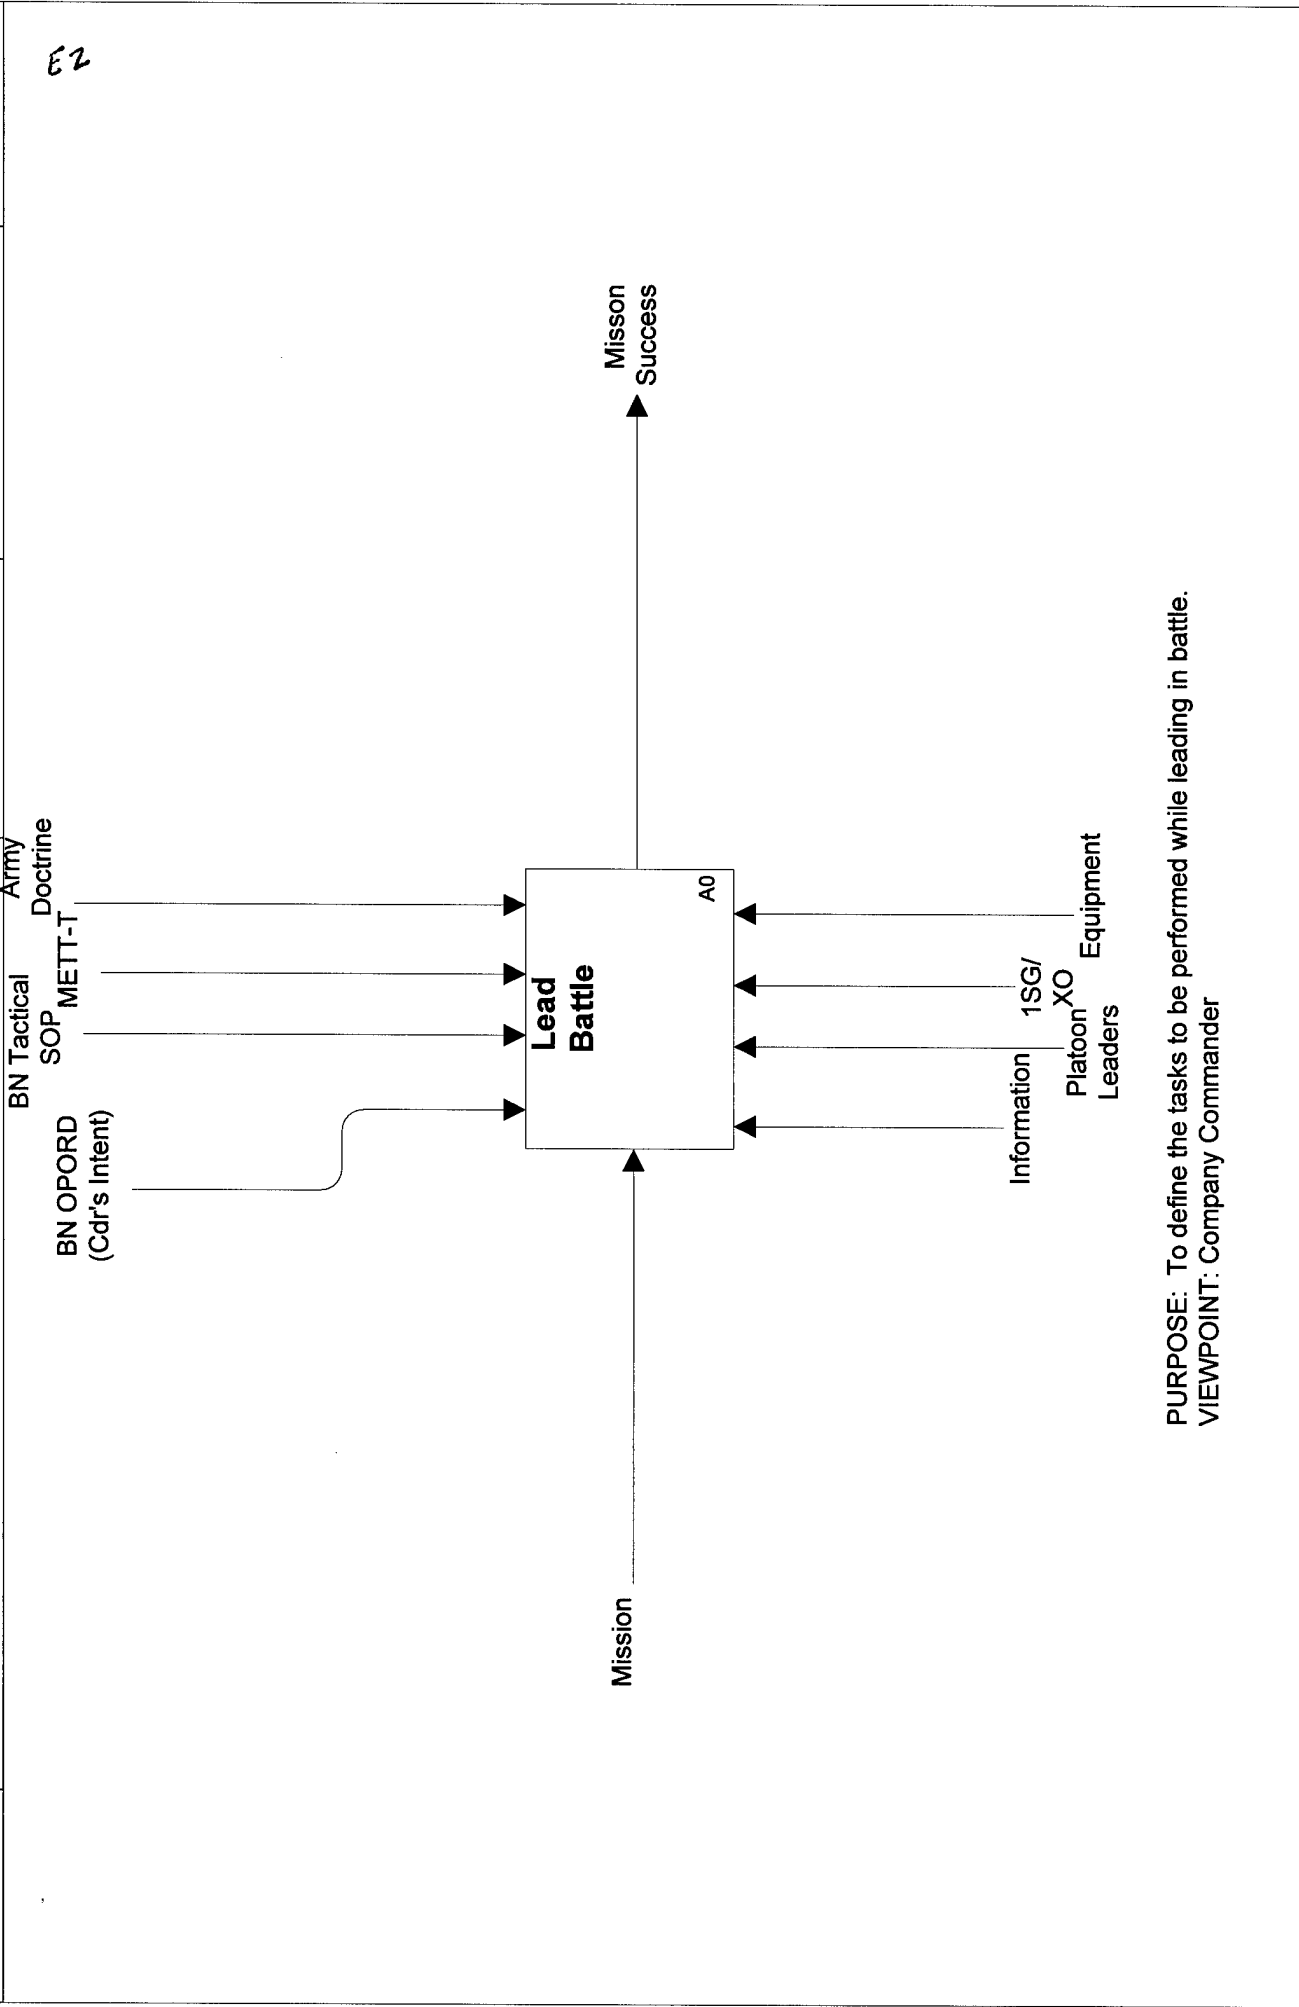 E2
BN OPORD
(Cdr's Intent)
BN Tactical
SOP
METT-T
Army
Doctrine
Lead
Battle
A0
Mission
Misson
Success
Information
Platoon
Leaders
1SG/
XO
Equipment
PURPOSE: To define the tasks to be performed while leading in battle.
VIEWPOINT: Company Commander